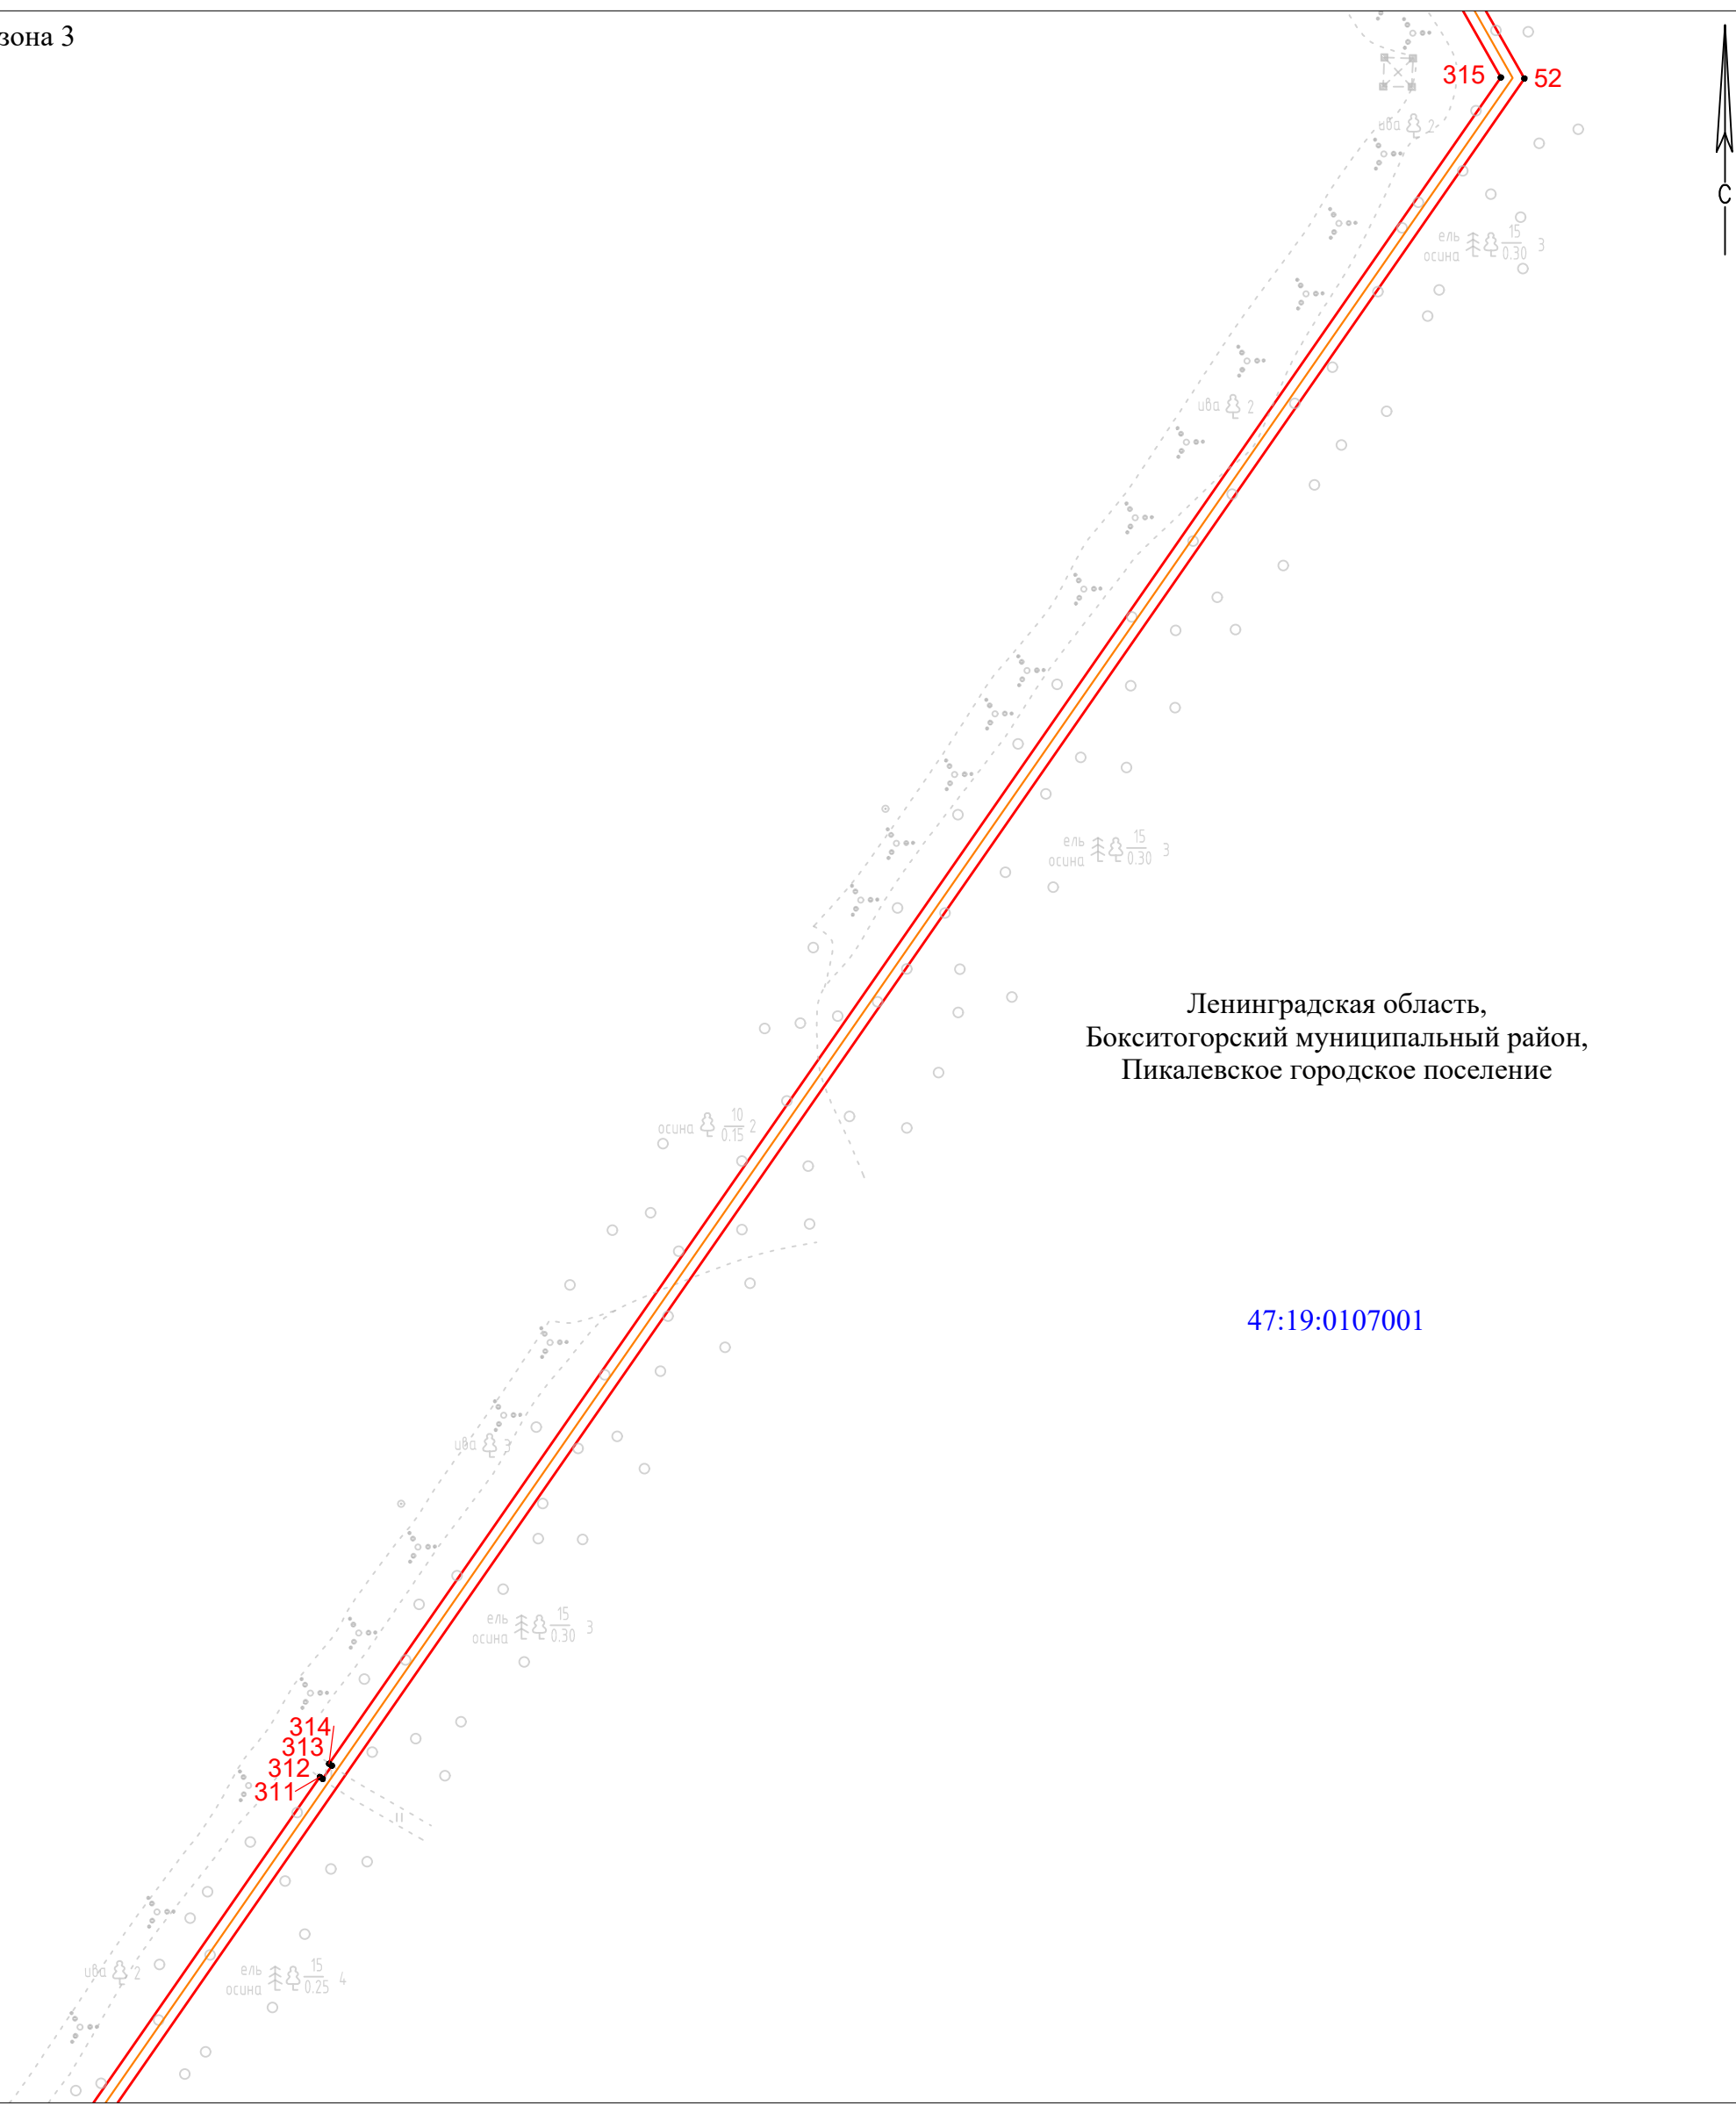 зона 3
315
52
С
ива 2
ель 15 3
осина 0.30
ива 2
ель 15 3
осина 0.30
Ленинградская область,
Бокситогорский муниципальный район,
Пикалевское городское поселение
осина 10 2
0.15
47:19:0107001
ива 3
ель 15 3
осина 0.30
314
313
312
311
ива 2
ель 15 4
осина 0.25